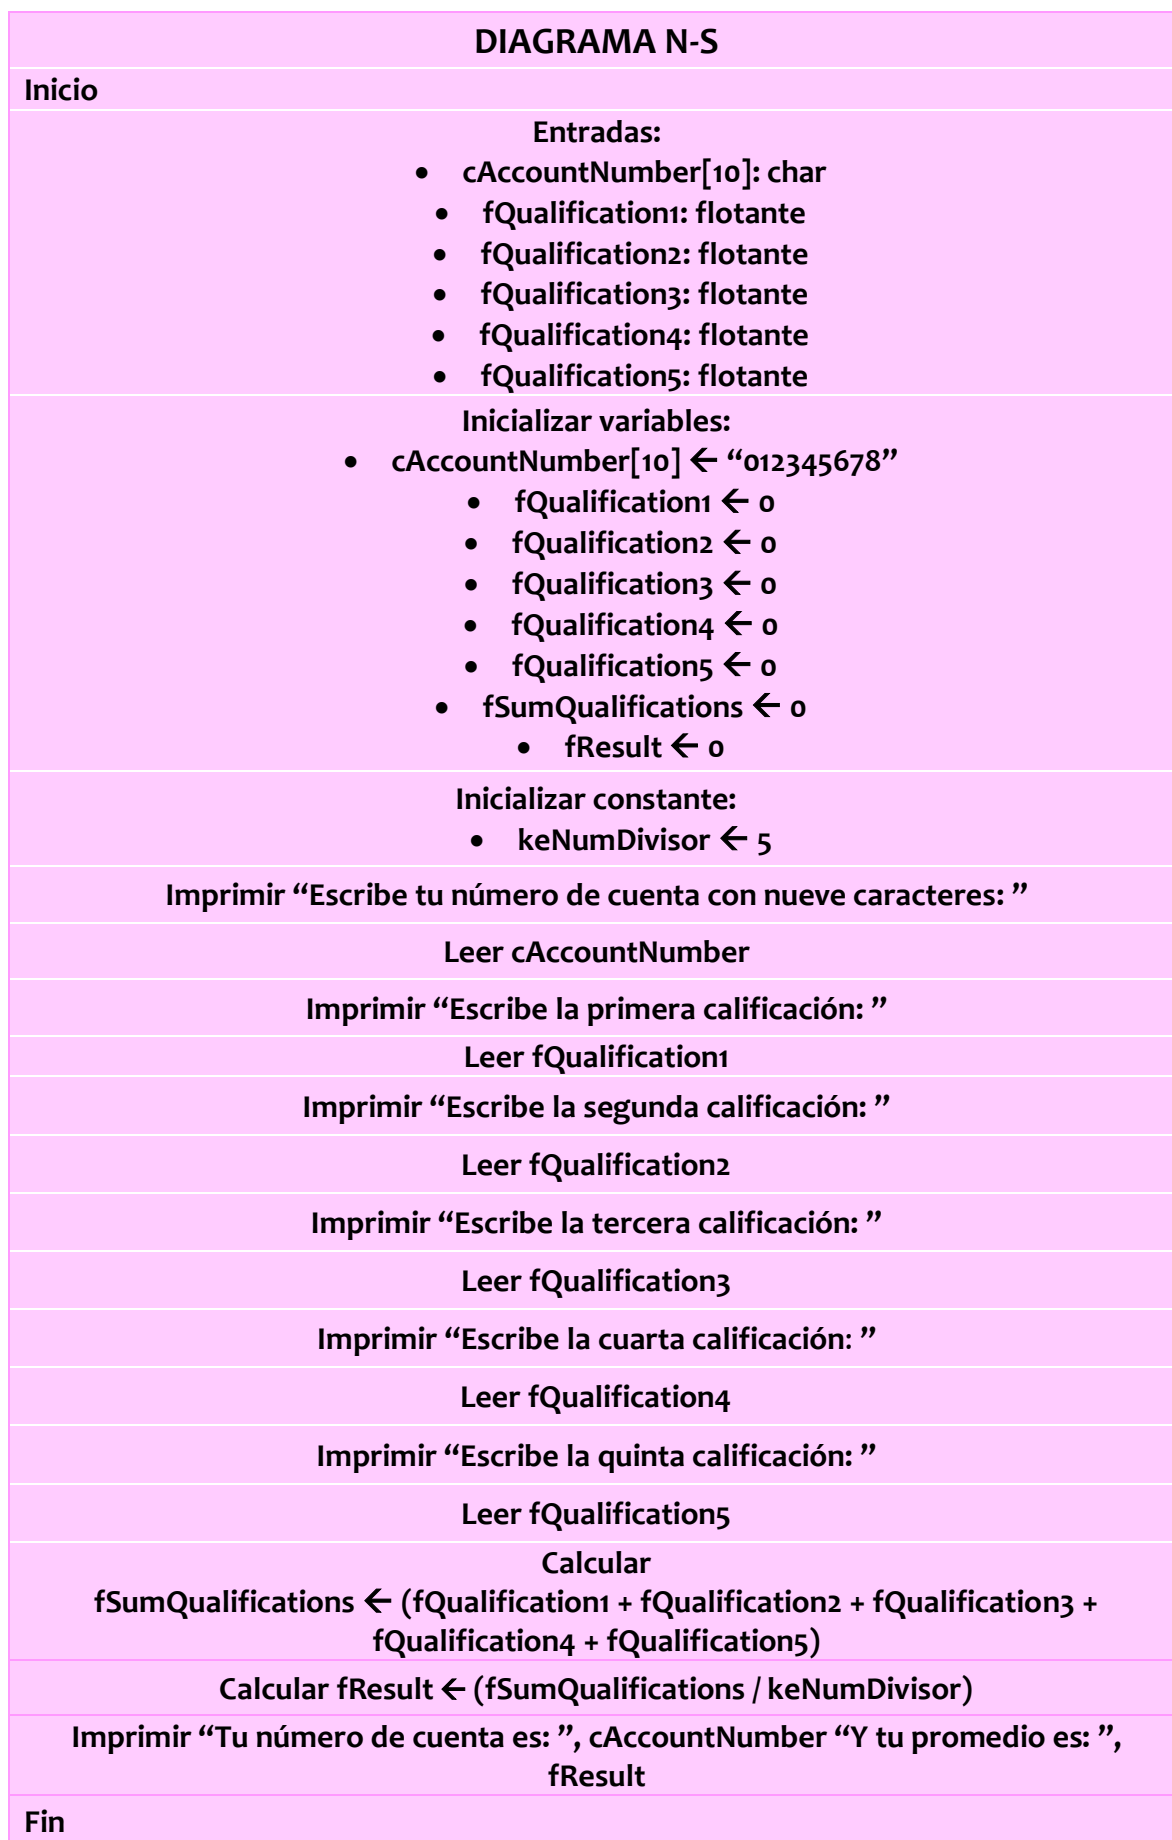 DIAGRAMA N-S
Inicio
Entradas:
• cAccountNumber[10]: char
• fQualification1: flotante
• fQualification2: flotante
• fQualification3: flotante
• fQualification4: flotante
• fQualification5: flotante
Inicializar variables:
• cAccountNumber[10] ← “012345678”
• fQualification1 ← 0
• fQualification2 ← 0
• fQualification3 ← 0
• fQualification4 ← 0
• fQualification5 ← 0
• fSumQualifications ← 0
• fResult ← 0
Inicializar constante:
• keNumDivisor ← 5
Imprimir “Escribe tu número de cuenta con nueve caracteres: ”
Leer cAccountNumber
Imprimir “Escribe la primera calificación: ”
Leer fQualification1
Imprimir “Escribe la segunda calificación: ”
Leer fQualification2
Imprimir “Escribe la tercera calificación: ”
Leer fQualification3
Imprimir “Escribe la cuarta calificación: ”
Leer fQualification4
Imprimir “Escribe la quinta calificación: ”
Leer fQualification5
Calcular
fSumQualifications ← (fQualification1 + fQualification2 + fQualification3 +
fQualification4 + fQualification5)
Calcular fResult ← (fSumQualifications / keNumDivisor)
Imprimir “Tu número de cuenta es: ”, cAccountNumber “Y tu promedio es: ”,
fResult
Fin